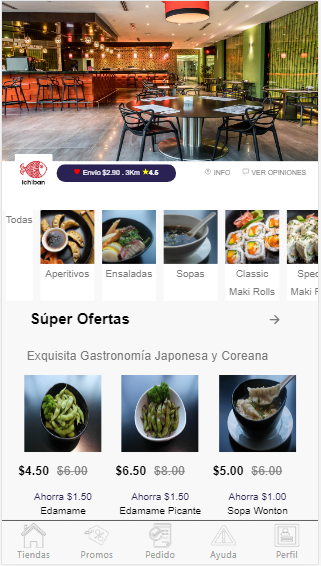 ichiban
Envío $2.90 . 3Km ★4.5
INFO
VER OPINIONES
Todas
Aperitivos
Ensaladas
Sopas
Classic
Maki Rolls
Spec
Maki R
Súper Ofertas
Exquisita Gastronomía Japonesa y Coreana
$4.50 $6.00
$6.50 $8.00
$5.00 $6.00
Ahorra $1.50
Ahorra $1.50
Ahorra $1.00
Edamame
Edamame Picante
Sopa Wonton
Tiendas
Promos
Pedido
Ayuda
Perfil